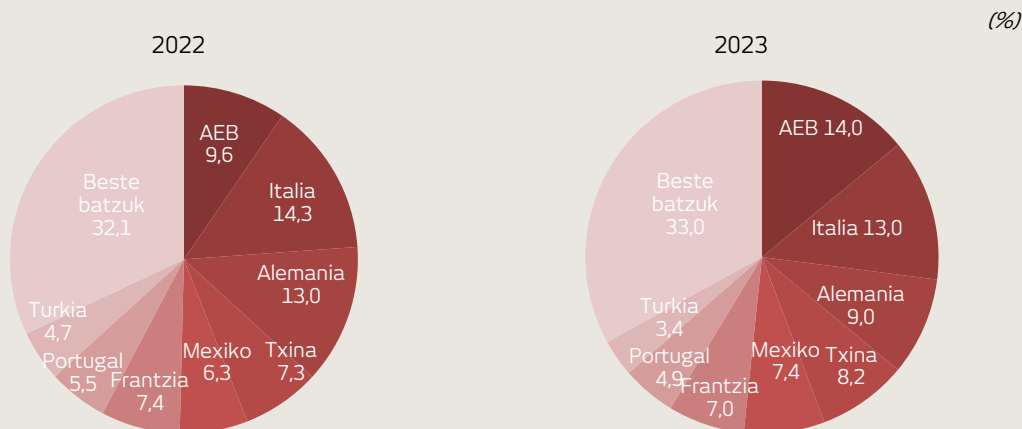 (%)
2022
AEB
9,6
Italia
14,3
Alemania
13,0
Txina
7,3
Mexiko
6,3
Frantzia
7,4
Portugal
5,5
Turkia
4,7
Beste
batzuk
32,1
2023
AEB 14,0
Italia 13,0
Alemania
9,0
Txina
8,2
Mexiko
7,4
Frantzia
7,0
Portugal
4,9
Turkia
3,4
Beste
batzuk
33,0